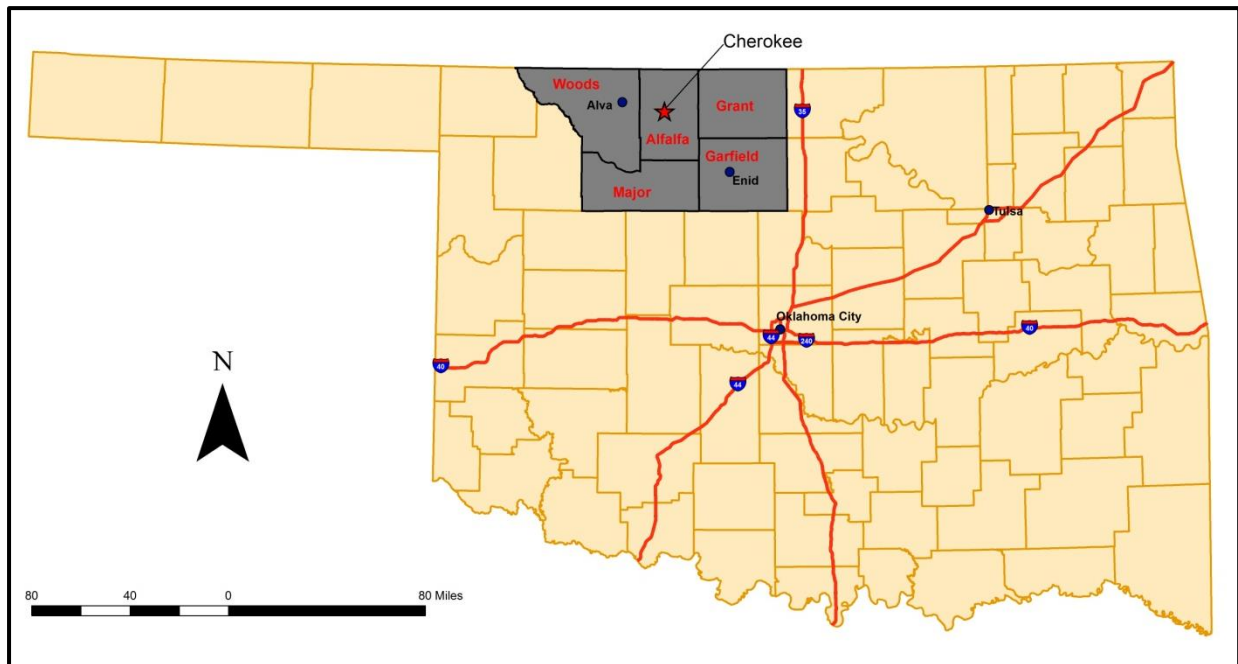 Cherokee
Woods
Alva
Grant
35
Alfalfa
Garfield
Enid
Major
Tulsa
Oklahoma City
44
240
40
40
44
N
80 40 0 80 Miles